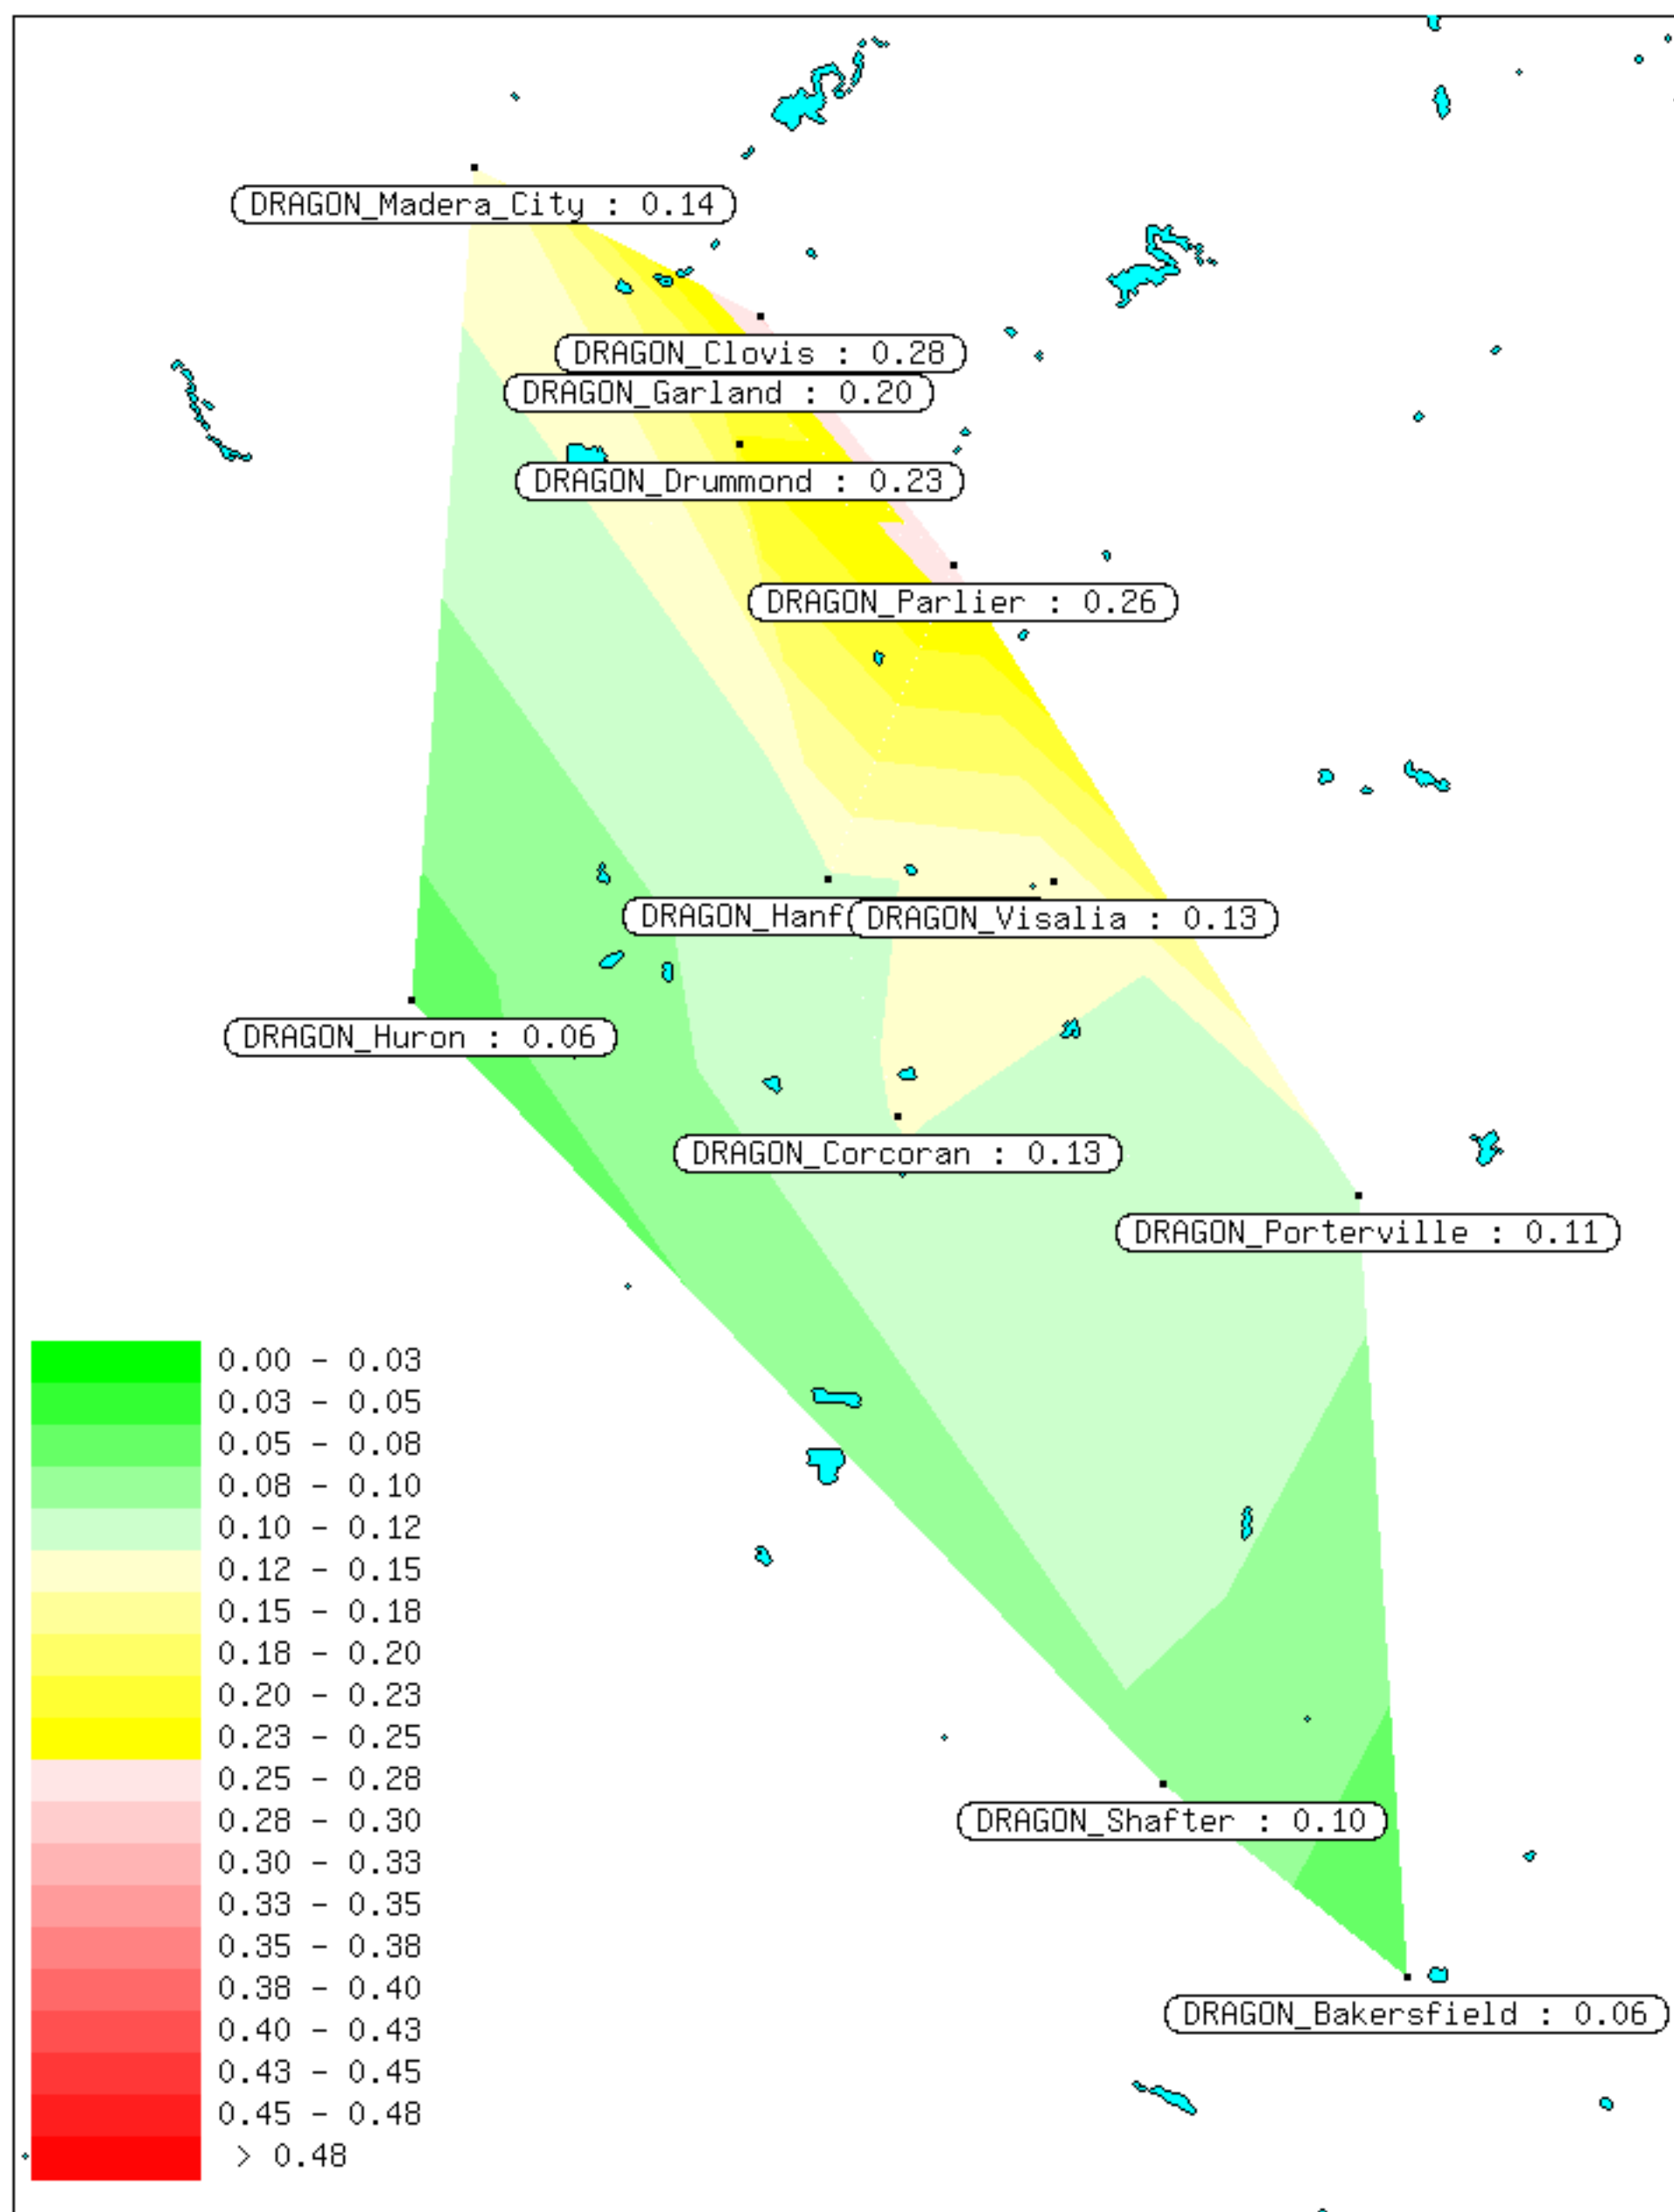 DRAGON_Madera_City : 0.14
DRAGON_Clovis : 0.28
DRAGON_Garland : 0.20
DRAGON_Drummond : 0.23
DRAGON_Parlier : 0.26
DRAGON_Hanf
DRAGON_Visalia : 0.13
DRAGON_Huron : 0.06
DRAGON_Corcoran : 0.13
DRAGON_Porterville : 0.11
0.00 - 0.03
0.03 - 0.05
0.05 - 0.08
0.08 - 0.10
0.10 - 0.12
0.12 - 0.15
0.15 - 0.18
0.18 - 0.20
0.20 - 0.23
0.23 - 0.25
0.25 - 0.28
0.28 - 0.30
0.30 - 0.33
0.33 - 0.35
0.35 - 0.38
0.38 - 0.40
0.40 - 0.43
0.43 - 0.45
0.45 - 0.48
> 0.48
DRAGON_Shafter : 0.10
DRAGON_Bakersfield : 0.06